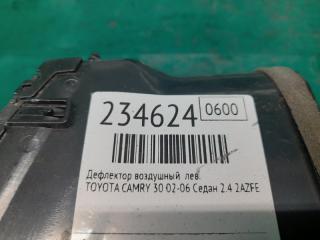 234624 0600
Дефлектор воздушный лев.
TOYOTA CAMRY 30 02-06 Седан 2.4 2AZFE